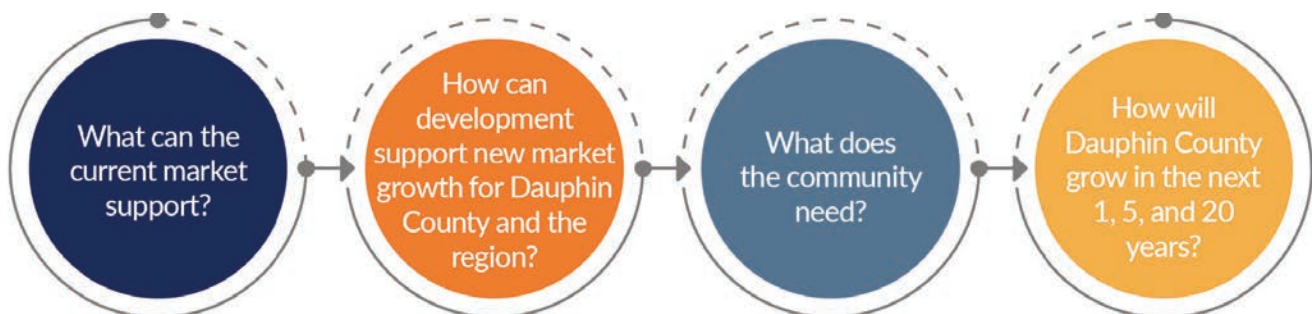 What can the
current market
support?
How can
development
support new market
growth for Dauphin
County and the
region?
What does
the community
need?
How will
Dauphin County
grow in the next
1, 5, and 20
years?